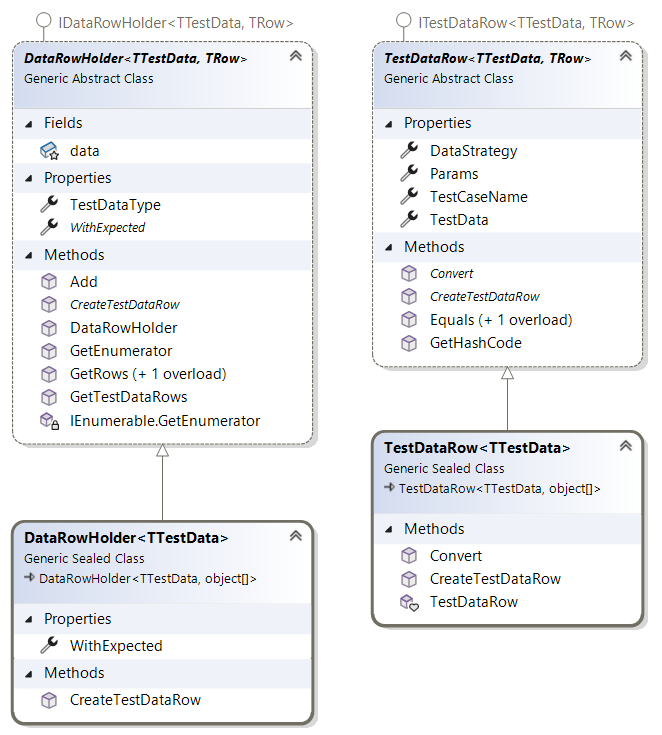 IDataRowHolder<TTestData, TRow>
DataRowHolder<TTestData, TRow>
Generic Abstract Class
Fields
data
Properties
TestDataType
WithExpected
Methods
Add
CreateTestDataRow
DataRowHolder
GetEnumerator
GetRows (+ 1 overload)
GetTestDataRows
IEnumerable.GetEnumerator
DataRowHolder<TTestData>
Generic Sealed Class
DataRowHolder<TTestData, object[]>
Properties
WithExpected
Methods
CreateTestDataRow
ITestDataRow<TTestData, TRow>
TestDataRow<TTestData, TRow>
Generic Abstract Class
Properties
DataStrategy
Params
TestCaseName
TestData
Methods
Convert
CreateTestDataRow
Equals (+ 1 overload)
GetHashCode
TestDataRow<TTestData>
Generic Sealed Class
TestDataRow<TTestData, object[]>
Methods
Convert
CreateTestDataRow
TestDataRow